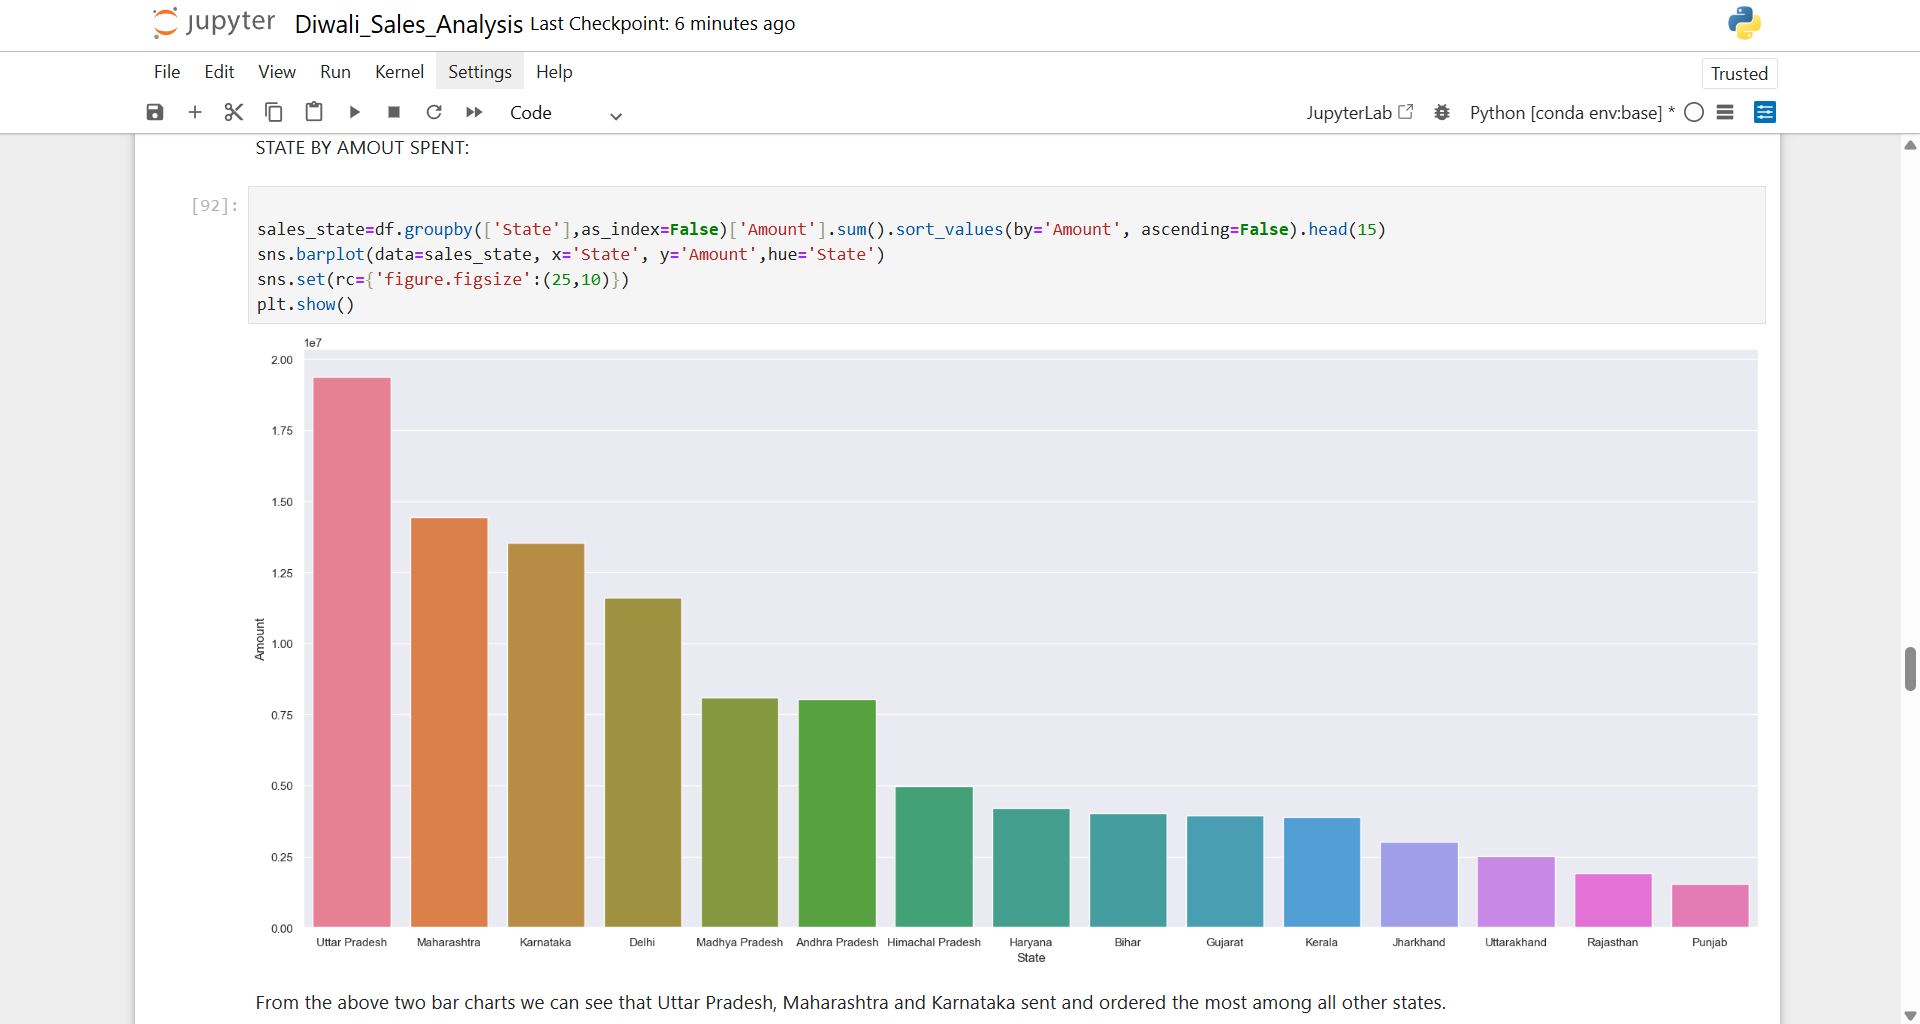 jupyter Diwali_Sales_Analysis Last Checkpoint: 6 minutes ago
File Edit View Run Kernel Settings Help Trusted
Code JupyterLab Python [conda env:base] *
STATE BY AMOUT SPENT:
[92]:
sales_state=df.groupby(['State'],as_index=False)['Amount'].sum().sort_values(by='Amount', ascending=False).head(15)
sns.barplot(data=sales_state, x='State', y='Amount',hue='State')
sns.set(rc={'figure.figsize':(25,10)})
plt.show()
1e7
2.00
1.75
1.50
1.25
1.00
0.75
0.50
0.25
0.00
Amount
Uttar Pradesh Maharashtra Karnataka Delhi Madhya Pradesh Andhra Pradesh Himachal Pradesh Haryana Bihar Gujarat Kerala Jharkhand Uttarakhand Rajasthan Punjab
State
From the above two bar charts we can see that Uttar Pradesh, Maharashtra and Karnataka sent and ordered the most among all other states.